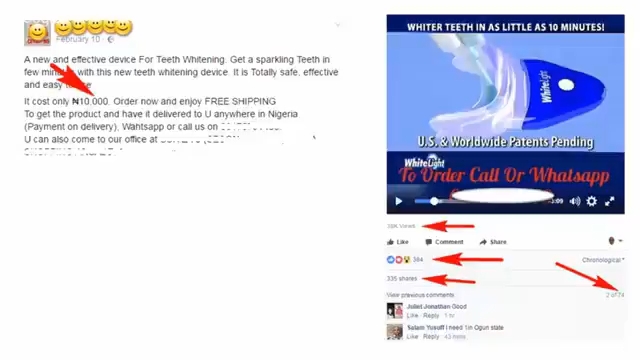 February 10
A new and effective device For Teeth Whitening. Get a sparkling Teeth in
few minutes with this new teeth whitening device. It is Totally safe, effective
and easy to use
It cost only ₦10,000. Order now and enjoy FREE SHIPPING
To get the product and have it delivered to U anywhere in Nigeria
(Payment on delivery), Wahtsapp or call us on
U can also come to our office at
WHITER TEETH IN AS LITTLE AS 10 MINUTES!
WhiteLight
U.S. & Worldwide Patents Pending
WhiteLight
To Order Call Or Whatsapp
Views
Like Comment Share
364 Chronological
335 shares
View previous comments 2 of 74
Juliet Jonathan Good
Like · Reply · 1 hr
Salam Yusuff I need 1in Ogun state
Like · Reply · 43 mins